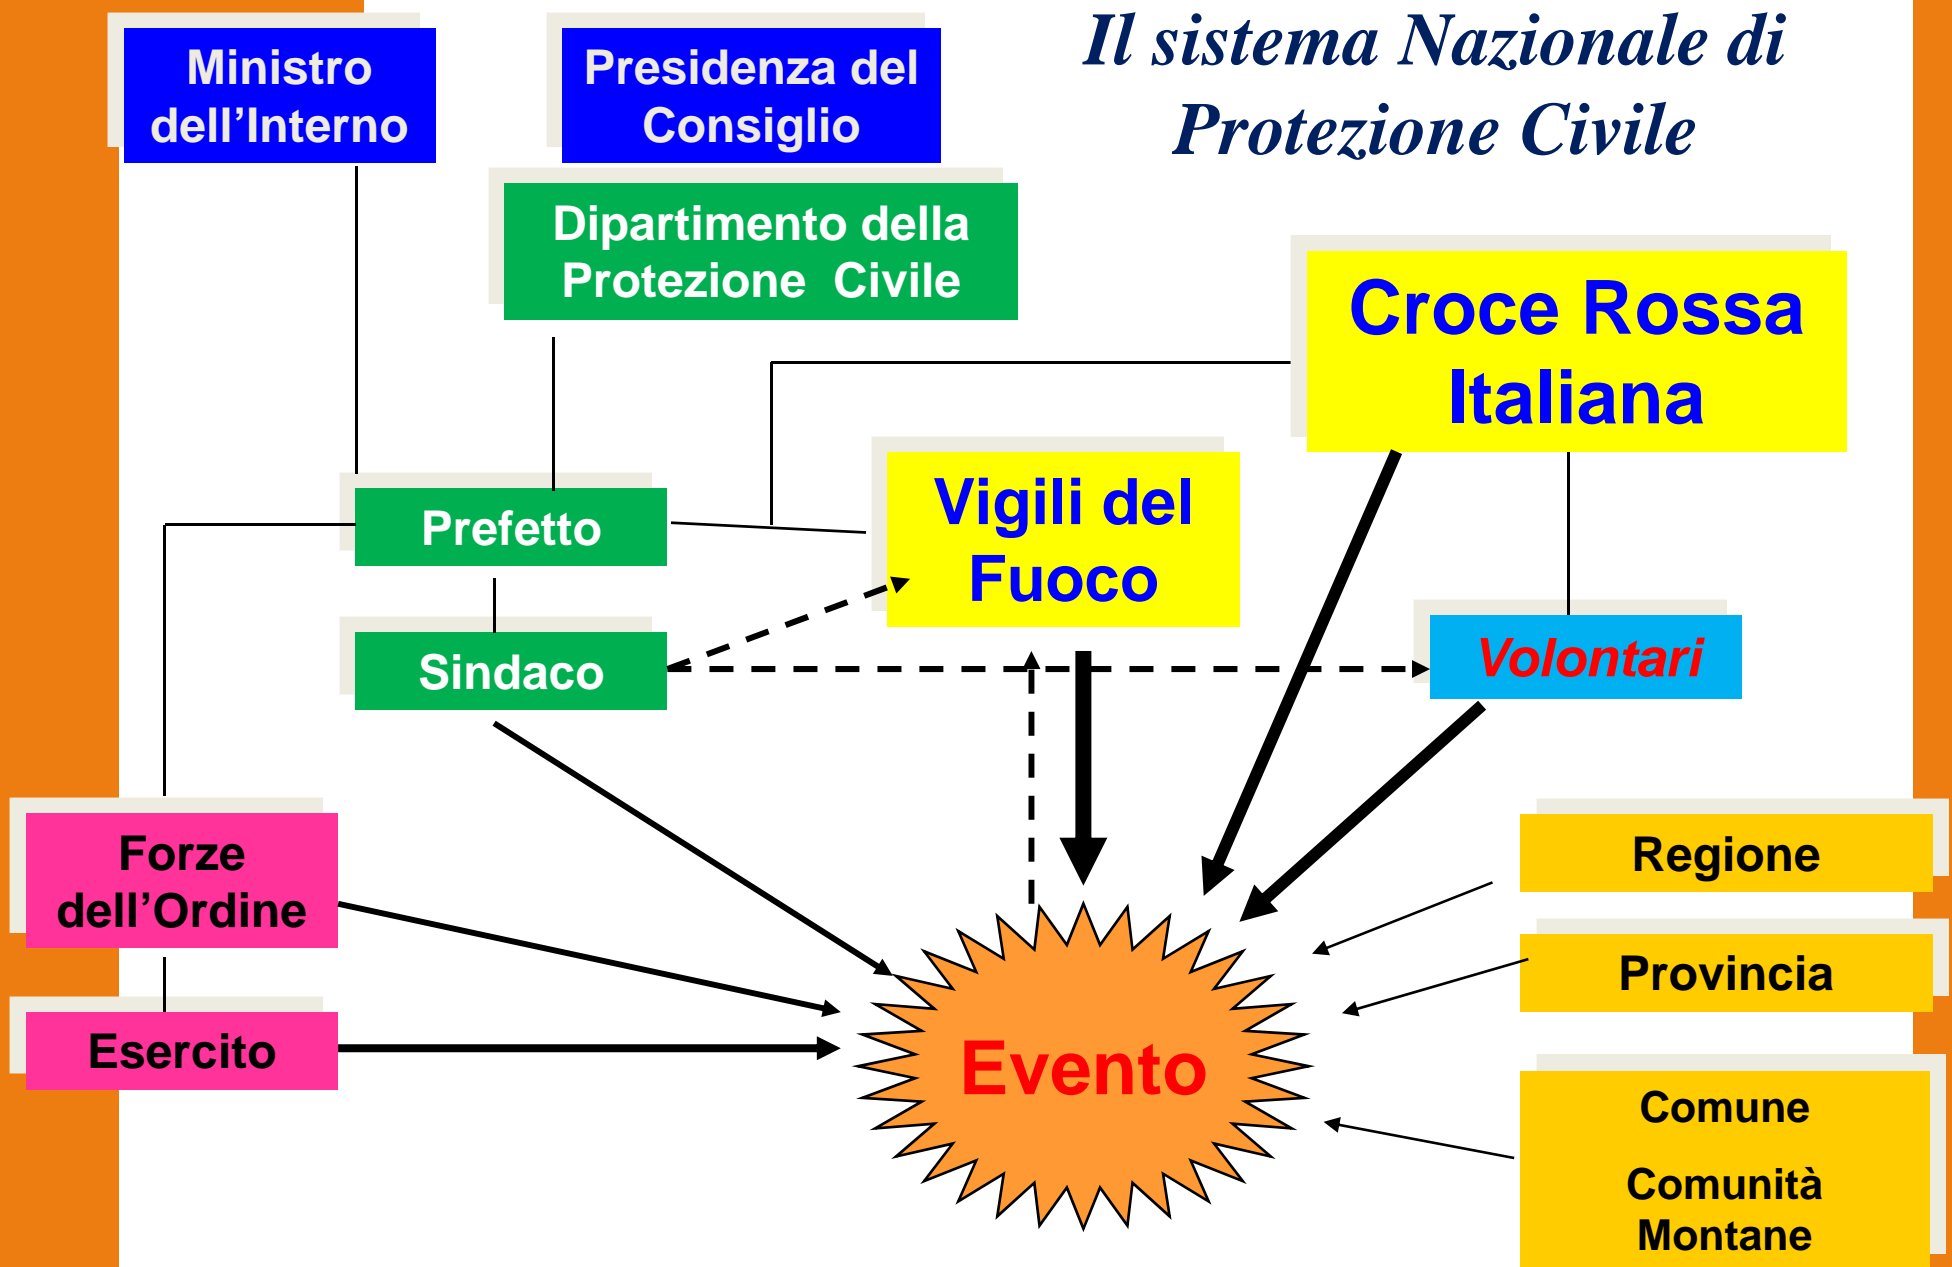 Il sistema Nazionale di
Protezione Civile
Ministro
dell’Interno
Presidenza del
Consiglio
Dipartimento della
Protezione Civile
Croce Rossa
Italiana
Prefetto
Vigili del
Fuoco
Sindaco
Volontari
Forze
dell’Ordine
Esercito
Evento
Regione
Provincia
Comune
Comunità
Montane